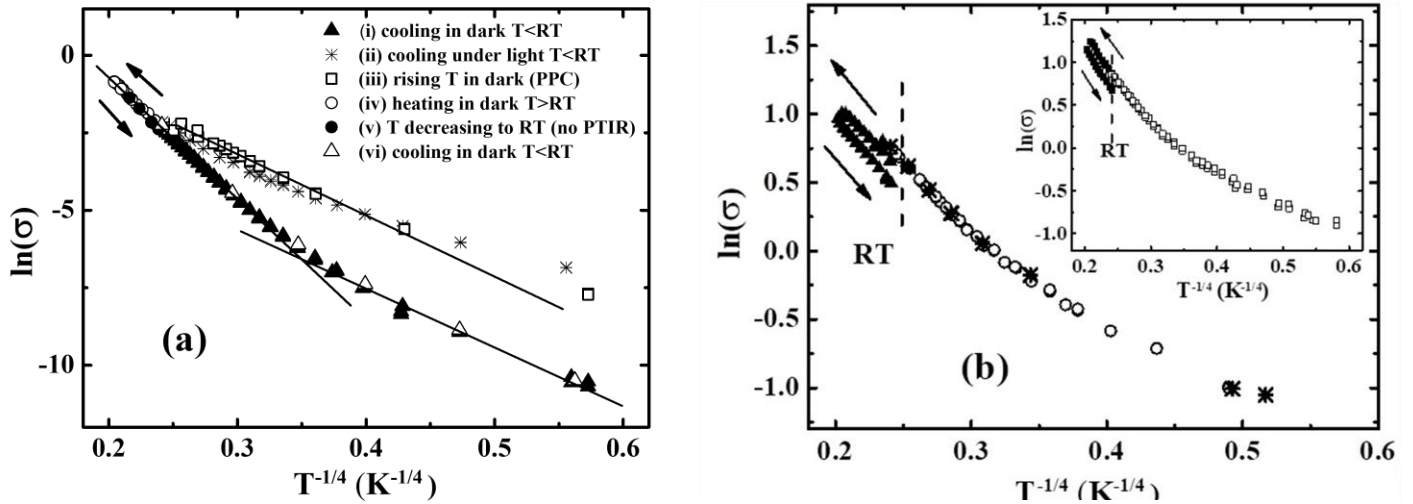 0
-5
-10
ln(σ)
(i) cooling in dark T<RT
(ii) cooling under light T<RT
(iii) rising T in dark (PPC)
(iv) heating in dark T>RT
(v) T decreasing to RT (no PTIR)
(vi) cooling in dark T<RT
(a)
0.2 0.3 0.4 0.5 0.6
T⁻¹/⁴ (K⁻¹/⁴)
1.5
1.0
0.5
0.0
-0.5
-1.0
ln(σ)
RT
(b)
0.2 0.3 0.4 0.5 0.6
T⁻¹/⁴ (K⁻¹/⁴)
1.5
1.0
0.5
0.0
-0.5
-1.0
ln(σ)
RT
0.2 0.3 0.4 0.5 0.6
T⁻¹/⁴ (K⁻¹/⁴)